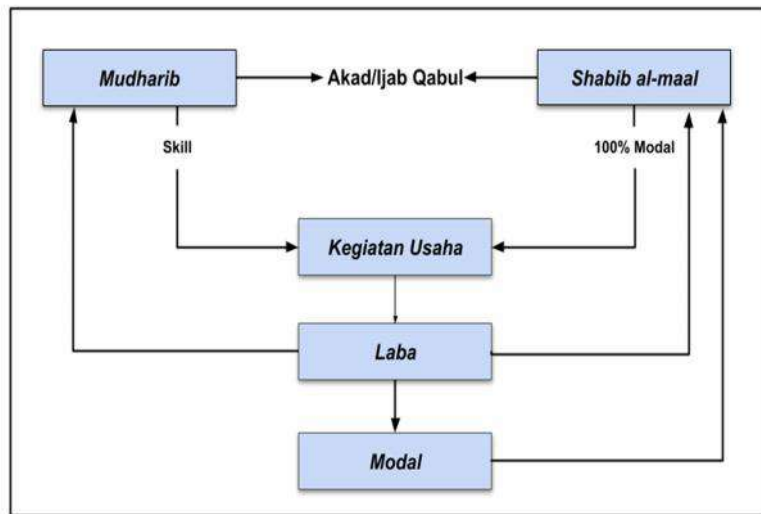 Mudharib
Akad/Ijab Qabul
Shabib al-maal
Skill
100% Modal
Kegiatan Usaha
Laba
Modal